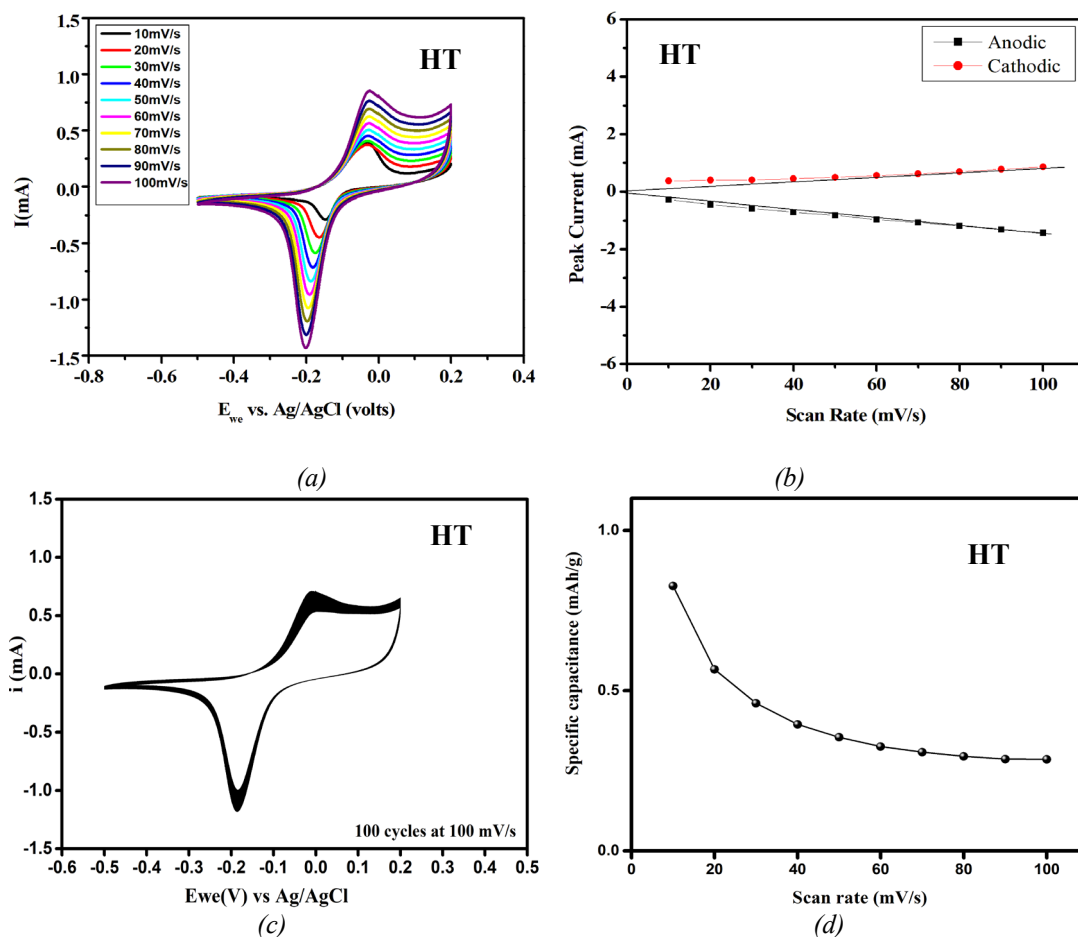 1.5
1.0
0.5
0.0
-0.5
-1.0
-1.5
I(mA)
10mV/s
20mV/s
30mV/s
40mV/s
50mV/s
60mV/s
70mV/s
80mV/s
90mV/s
100mV/s
HT
-0.8 -0.6 -0.4 -0.2 0.0 0.2 0.4
Ewe vs. Ag/AgCl (volts)
(a)
6
4
2
0
-2
-4
-6
Peak Current (mA)
HT
Anodic
Cathodic
0 20 40 60 80 100
Scan Rate (mV/s)
(b)
1.5
1.0
0.5
0.0
-0.5
-1.0
-1.5
i (mA)
HT
100 cycles at 100 mV/s
-0.6 -0.5 -0.4 -0.3 -0.2 -0.1 0.0 0.1 0.2 0.3 0.4 0.5
Ewe(V) vs Ag/AgCl
(c)
1.0
0.5
0.0
Specific capacitance (mAh/g)
HT
20 40 60 80 100
Scan rate (mV/s)
(d)